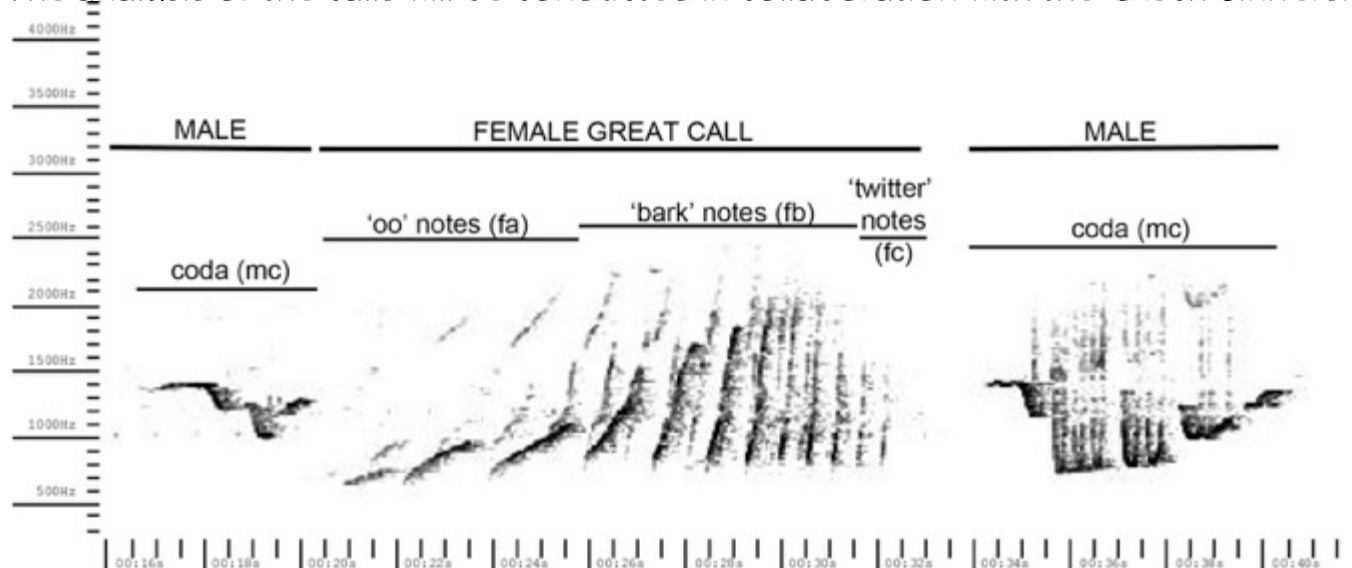 4000Hz
3500Hz
MALE FEMALE GREAT CALL MALE
3000Hz
'twitter'
'oo' notes (fa) 'bark' notes (fb) notes
2500Hz
(fc)
coda (mc)
coda (mc)
2000Hz
1500Hz
1000Hz
500Hz
00:16s 00:18s 00:20s 00:22s 00:24s 00:26s 00:28s 00:30s 00:32s 00:34s 00:36s 00:38s 00:40s